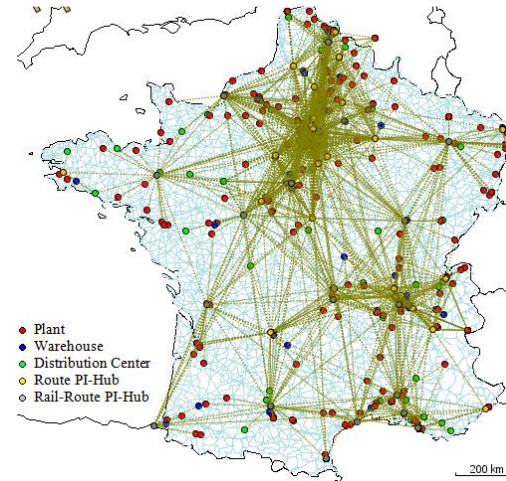 Plant
Warehouse
Distribution Center
Route PI-Hub
Rail-Route PI-Hub
200 km